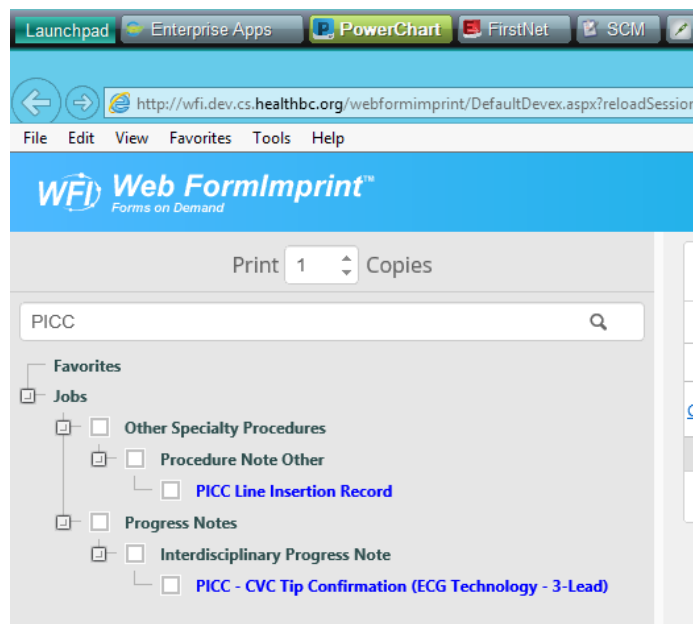 Launchpad Enterprise Apps PowerChart FirstNet SCM
http://wfi.dev.cs.healthbc.org/webformimprint/DefaultDevex.aspx?reloadSession
File Edit View Favorites Tools Help
WFI Web FormImprint™
Forms on Demand
Print 1 Copies
PICC
Favorites
Jobs
Other Specialty Procedures
Procedure Note Other
PICC Line Insertion Record
Progress Notes
Interdisciplinary Progress Note
PICC - CVC Tip Confirmation (ECG Technology - 3-Lead)